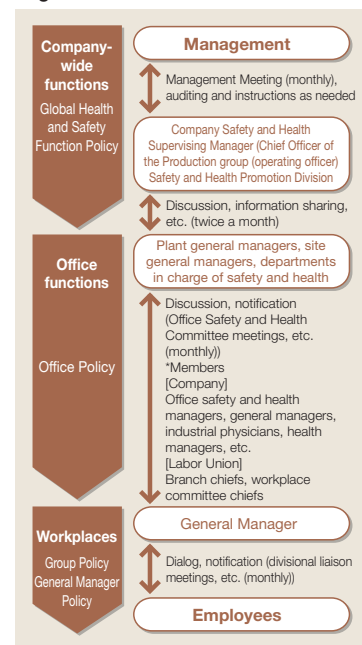 Company-
wide
functions
Global Health
and Safety
Function Policy
Management
Management Meeting (monthly),
auditing and instructions as needed
Company Safety and Health
Supervising Manager (Chief Officer of
the Production group (operating officer)
Safety and Health Promotion Division
Discussion, information sharing,
etc. (twice a month)
Office
functions
Office Policy
Plant general managers, site
general managers, departments
in charge of safety and health
Discussion, notification
(Office Safety and Health
Committee meetings, etc.
(monthly))
*Members
[Company]
Office safety and health
managers, general managers,
industrial physicians, health
managers, etc.
[Labor Union]
Branch chiefs, workplace
committee chiefs
Workplaces
Group Policy
General Manager
Policy
General Manager
Dialog, notification (divisional liaison
meetings, etc. (monthly))
Employees